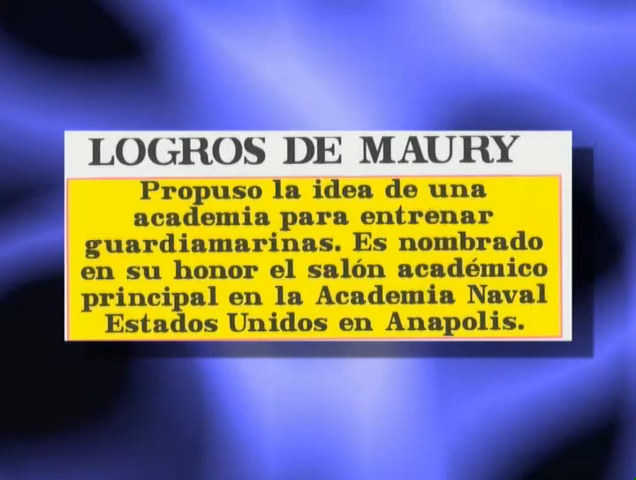 LOGROS DE MAURY
Propuso la idea de una
academia para entrenar
guardiamarinas. Es nombrado
en su honor el salón académico
principal en la Academia Naval
Estados Unidos en Anapolis.